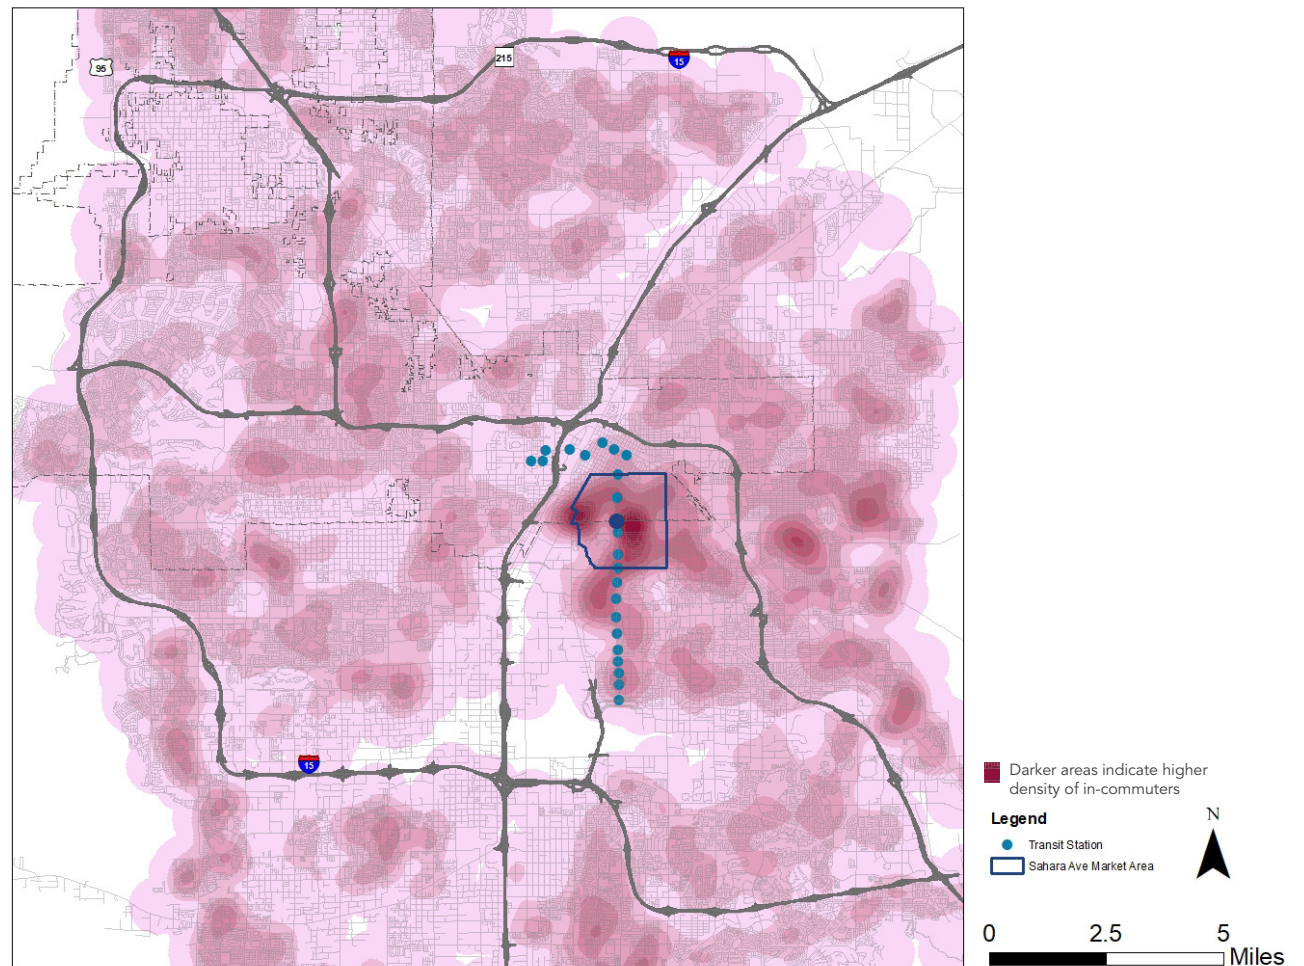 215
15
95
15
Darker areas indicate higher
density of in-commuters
Legend
Transit Station
Sahara Ave Market Area
N
0 2.5 5
Miles